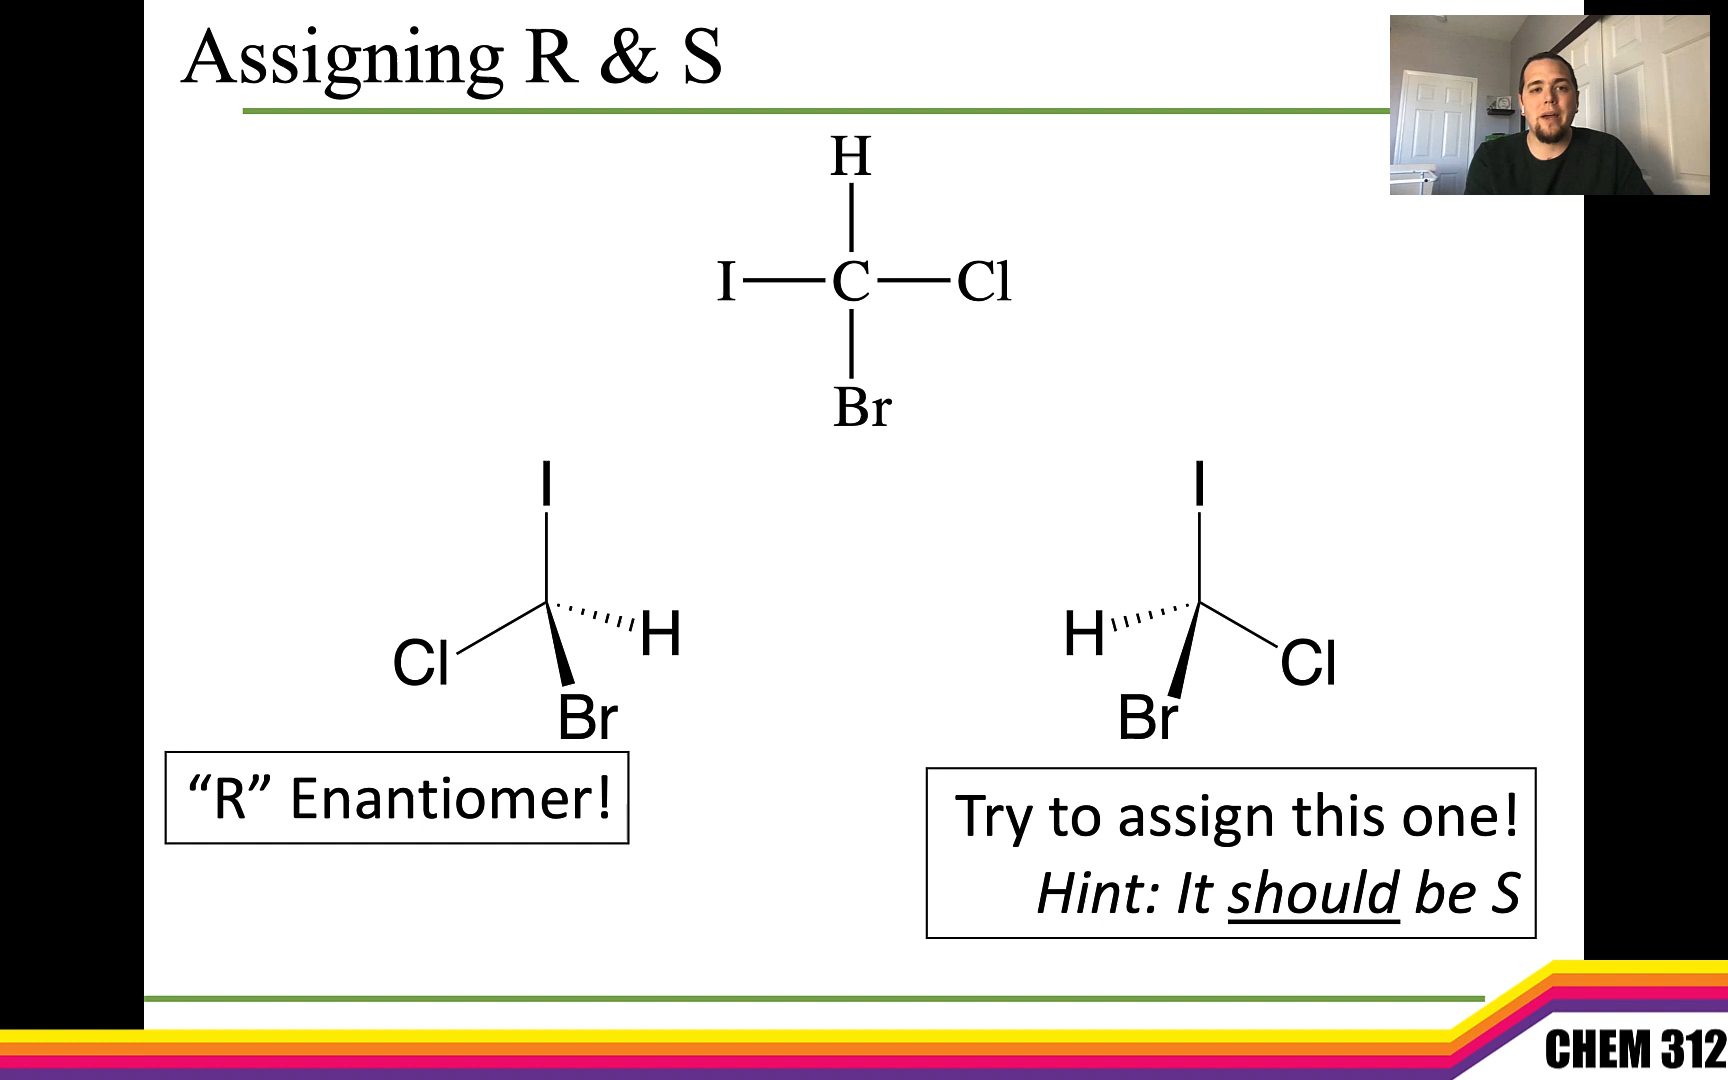 Assigning R & S
H
I C Cl
Br
I
Cl H
Br
I
H Cl
Br
“R” Enantiomer!
Try to assign this one!
Hint: It should be S
CHEM 312